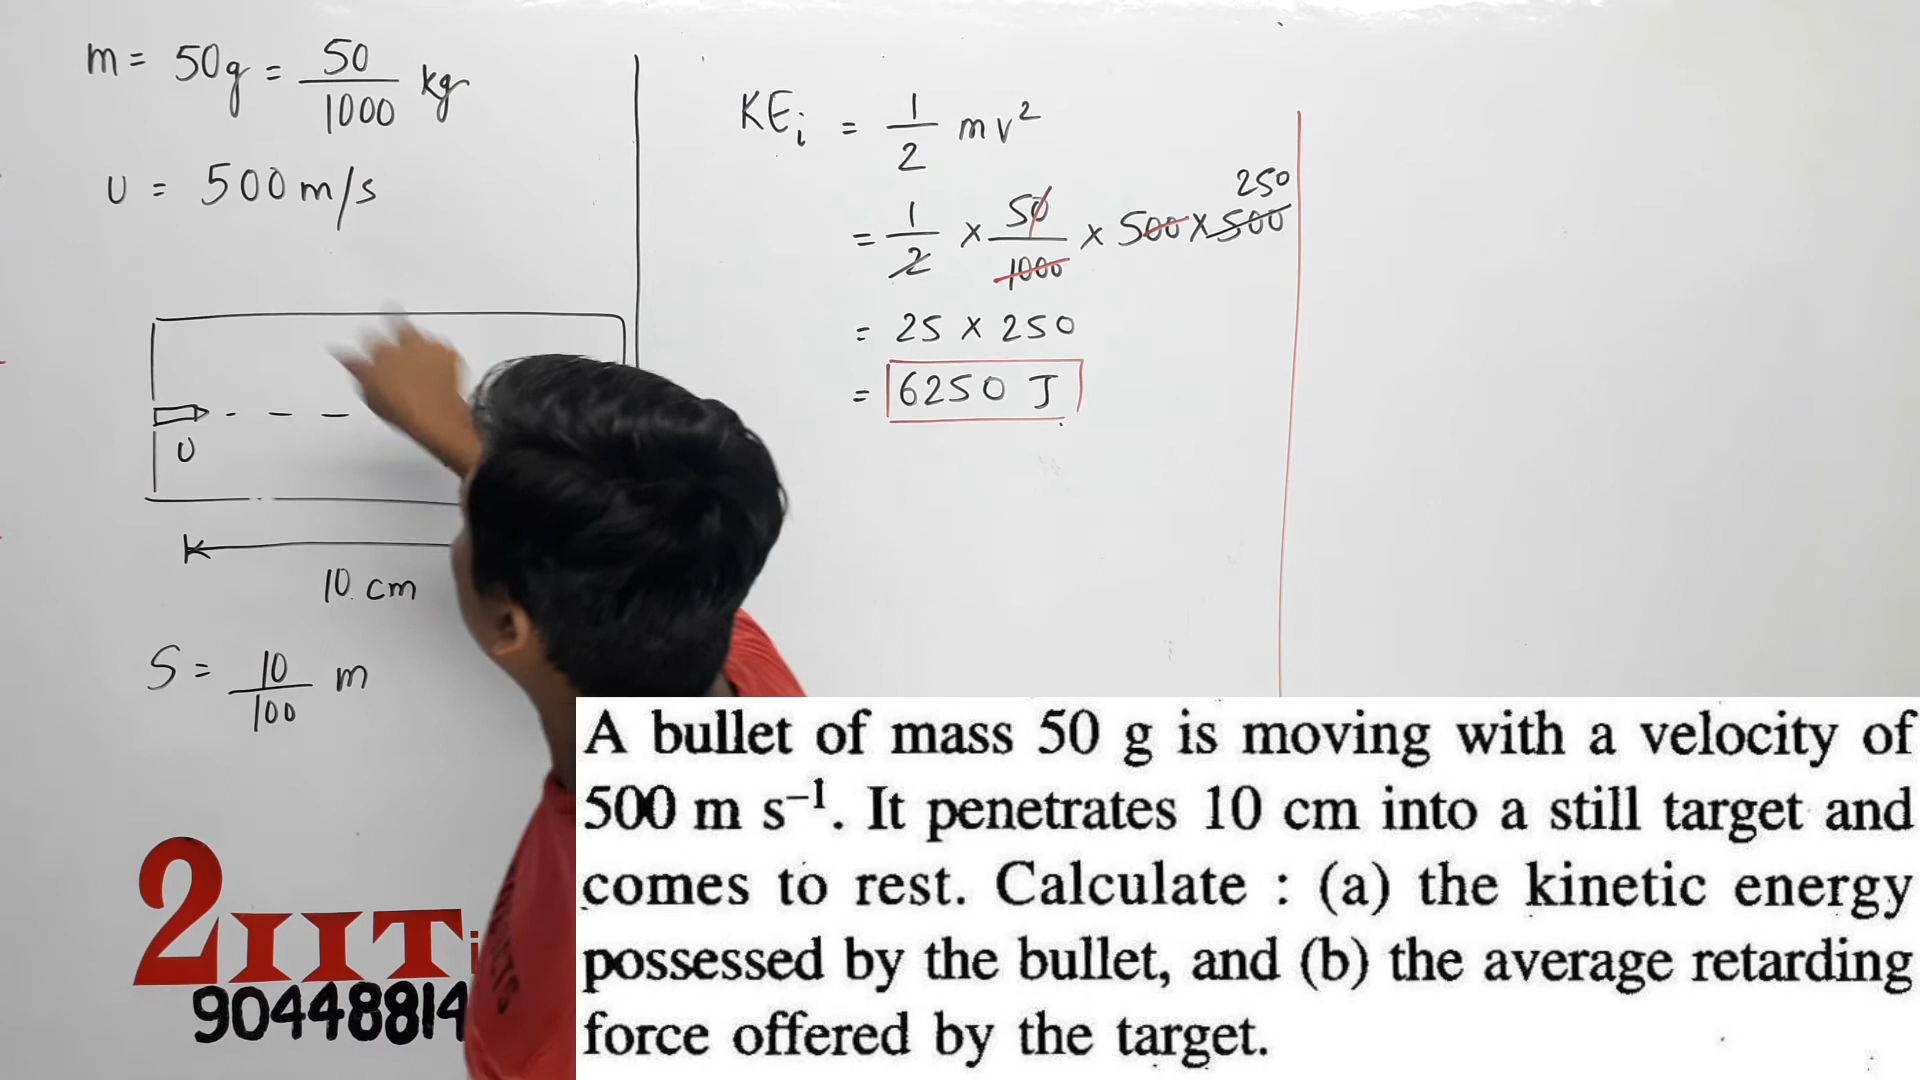 m = 50g = 50/1000 kg
u = 500 m/s
U
10 cm
S = 10/100 m
KEi = 1/2 mv²
= 1/2 × 50/1000 × 500 × 500 250
= 25 × 250
= 6250 J
2IIT
90448814
A bullet of mass 50 g is moving with a velocity of
500 m s⁻¹. It penetrates 10 cm into a still target and
comes to rest. Calculate : (a) the kinetic energy
possessed by the bullet, and (b) the average retarding
force offered by the target.